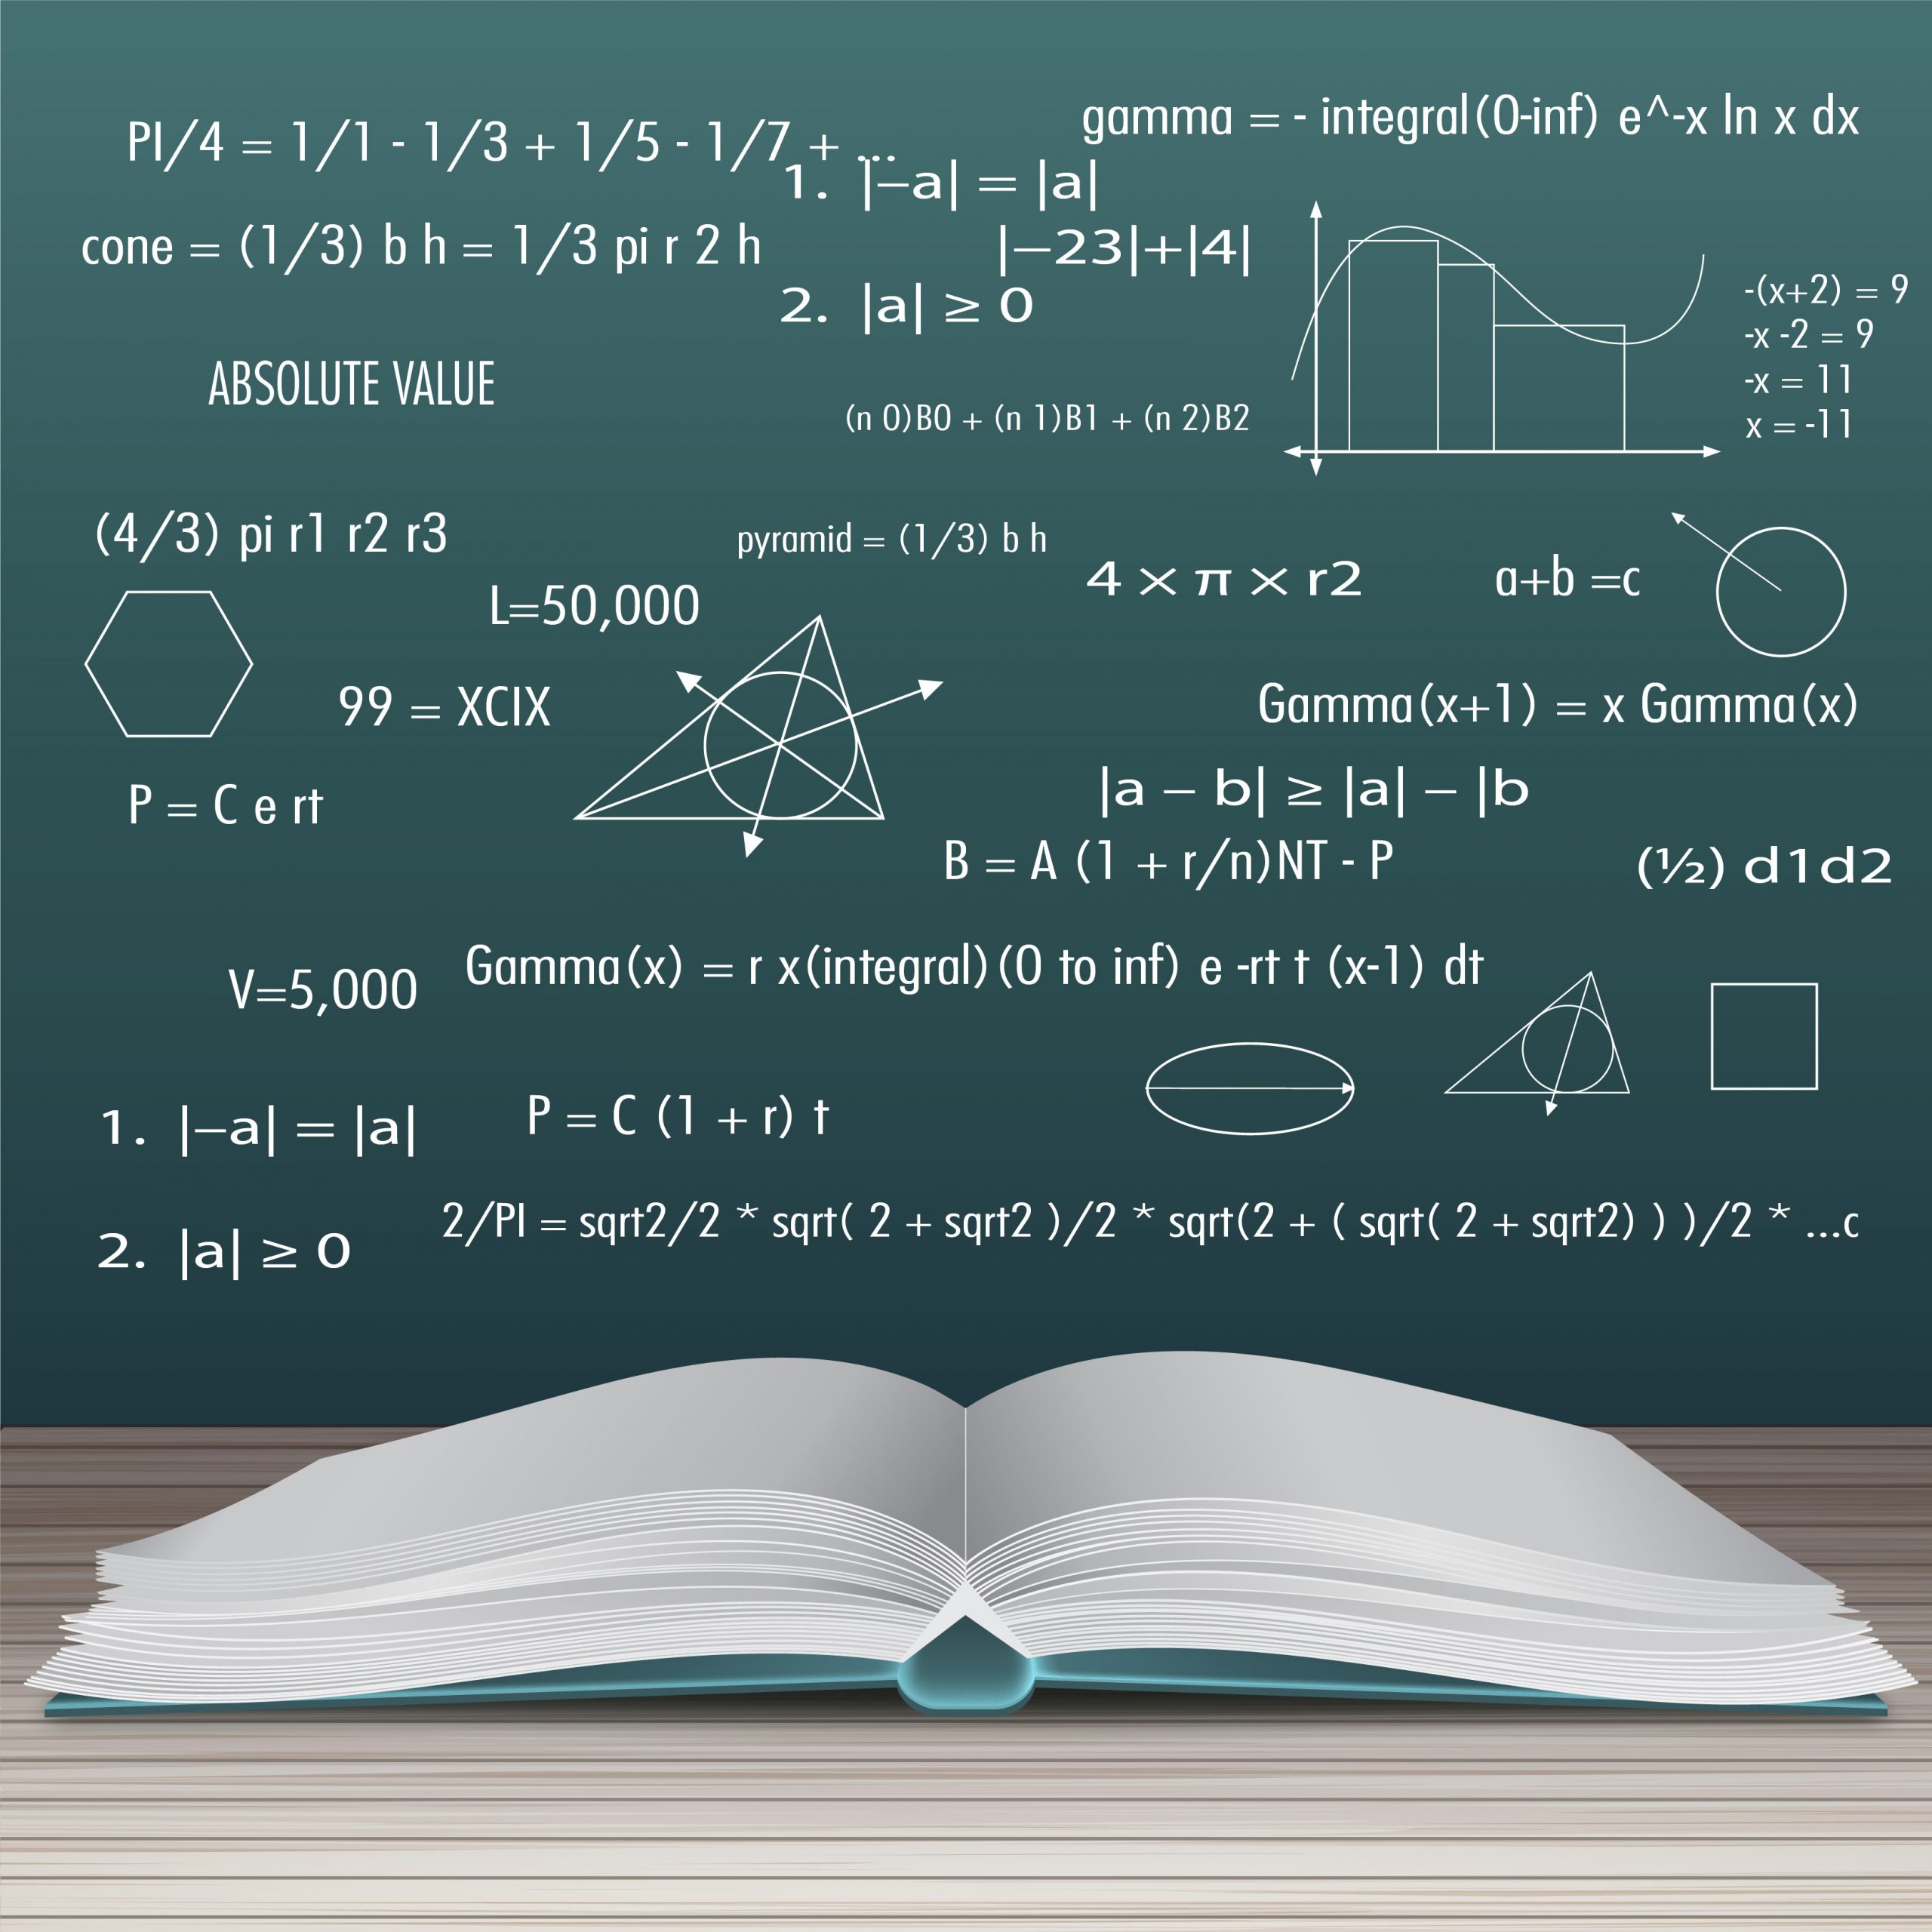 PI/4 = 1/1 - 1/3 + 1/5 - 1/7 + ...
gamma = - integral(0-inf) e^-x ln x dx
1. |−a| = |a|
cone = (1/3) b h = 1/3 pi r 2 h
|−23|+|4|
2. |a| ≥ 0
-(x+2) = 9
-x -2 = 9
-x = 11
x = -11
ABSOLUTE VALUE
(n 0)B0 + (n 1)B1 + (n 2)B2
(4/3) pi r1 r2 r3
pyramid = (1/3) b h
4 × π × r2
a+b =c
L=50,000
99 = XCIX
Gamma(x+1) = x Gamma(x)
P = C e rt
|a − b| ≥ |a| − |b
B = A (1 + r/n)NT - P
(½) d1d2
V=5,000
Gamma(x) = r x(integral)(0 to inf) e -rt t (x-1) dt
1. |−a| = |a|
P = C (1 + r) t
2. |a| ≥ 0
2/PI = sqrt2/2 * sqrt( 2 + sqrt2 )/2 * sqrt(2 + ( sqrt( 2 + sqrt2) ) )/2 * ...c